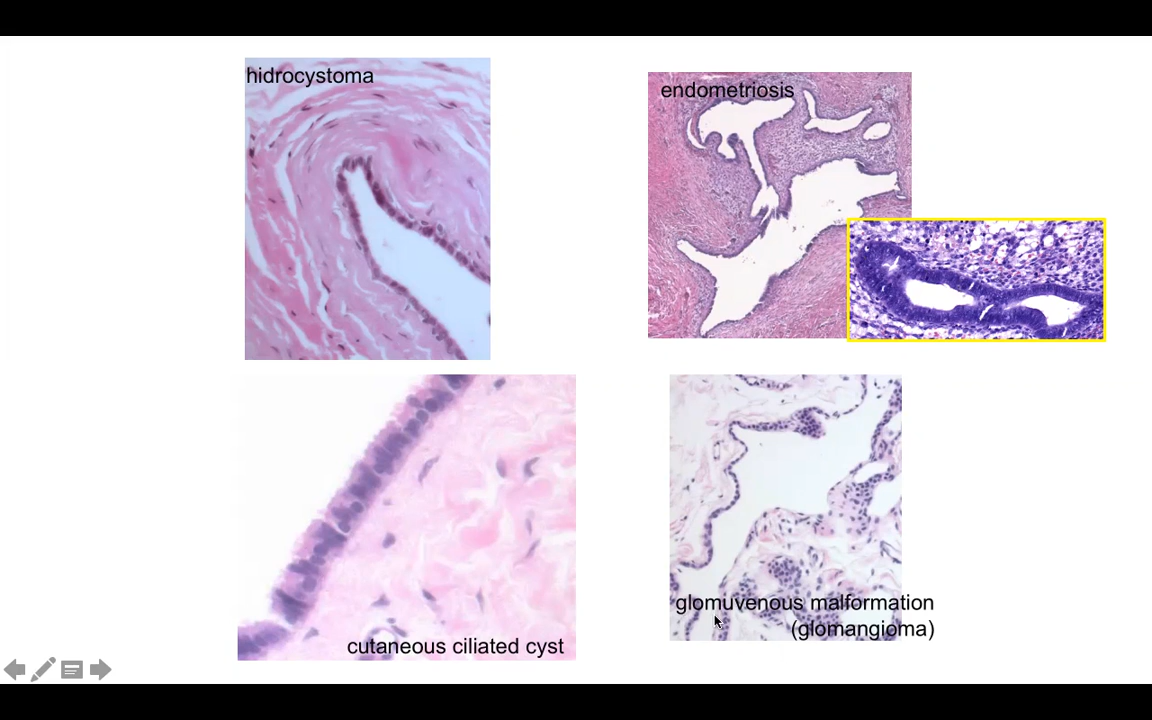 hidrocystoma
endometriosis
cutaneous ciliated cyst
glomuvenous malformation
(glomangioma)